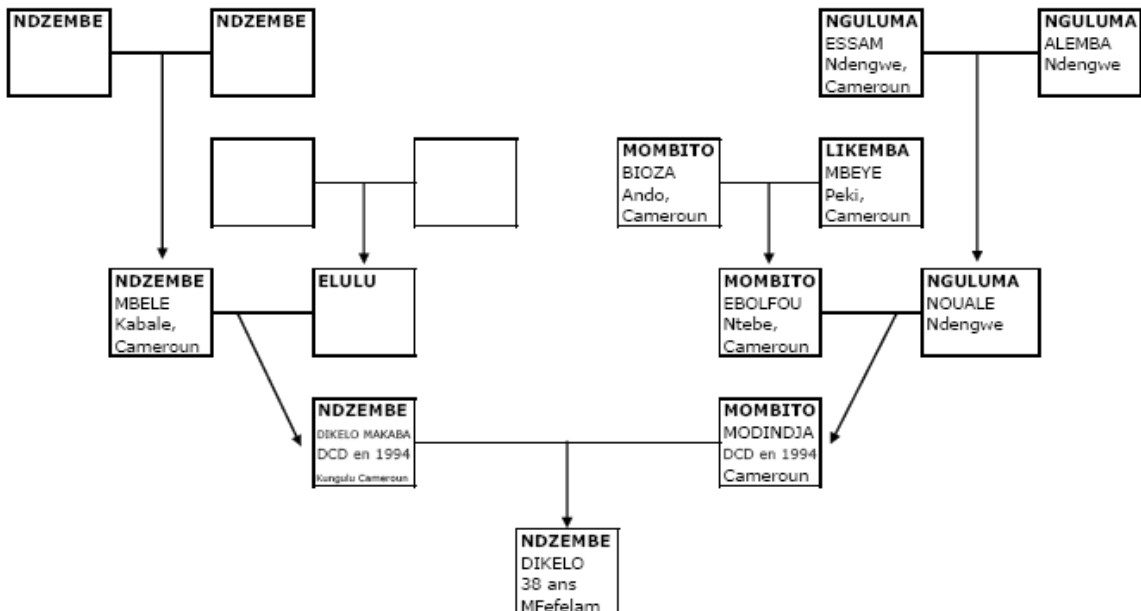 NDZEMBE
NDZEMBE
NGULUMA
ESSAM
Ndengwe,
Cameroun
NGULUMA
ALEMBA
Ndengwe
MOMBITO
BIOZA
Ando,
Cameroun
LIKEMBA
MBEYE
Peki,
Cameroun
NDZEMBE
MBELE
Kabale,
Cameroun
ELULU
MOMBITO
EBOLFOU
Ntebe,
Cameroun
NGULUMA
NOUALE
Ndengwe
NDZEMBE
DIKELO MAKABA
DCD en 1994
Kungulu Cameroun
MOMBITO
MODINDJA
DCD en 1994
Cameroun
NDZEMBE
DIKELO
38 ans
MFefelam